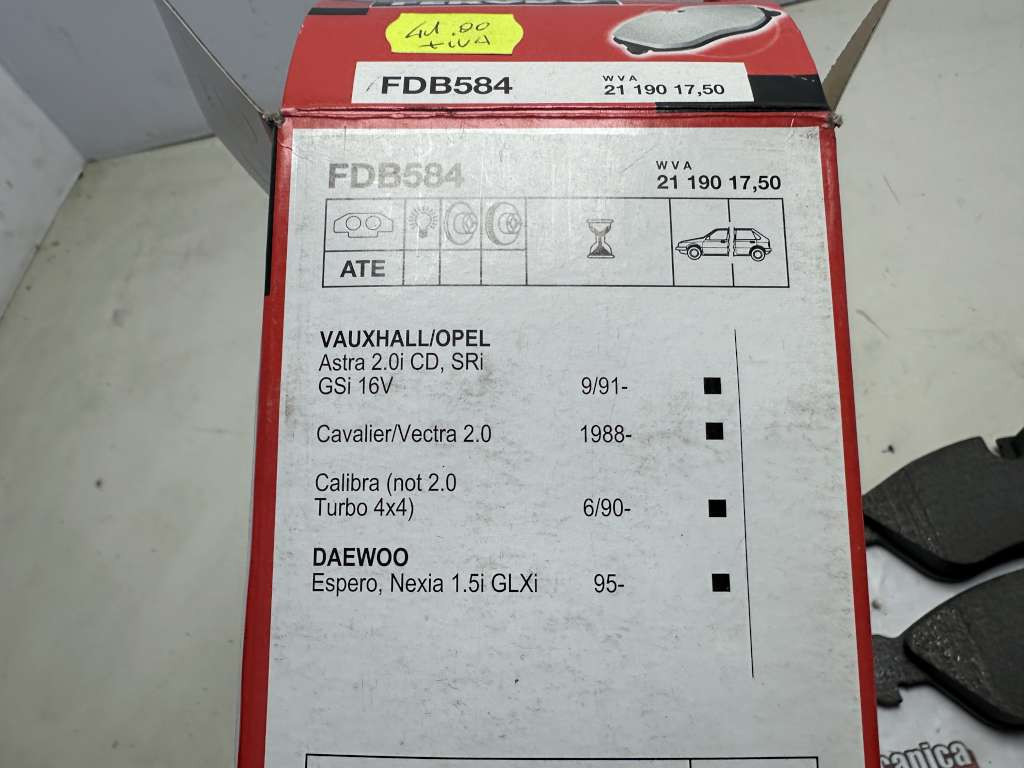 41.00
+IVA
FDB584
WVA
21 190 17,50
FDB584
WVA
21 190 17,50
ATE
VAUXHALL/OPEL
Astra 2.0i CD, SRi
GSi 16V 9/91-
Cavalier/Vectra 2.0 1988-
Calibra (not 2.0
Turbo 4x4) 6/90-
DAEWOO
Espero, Nexia 1.5i GLXi 95-